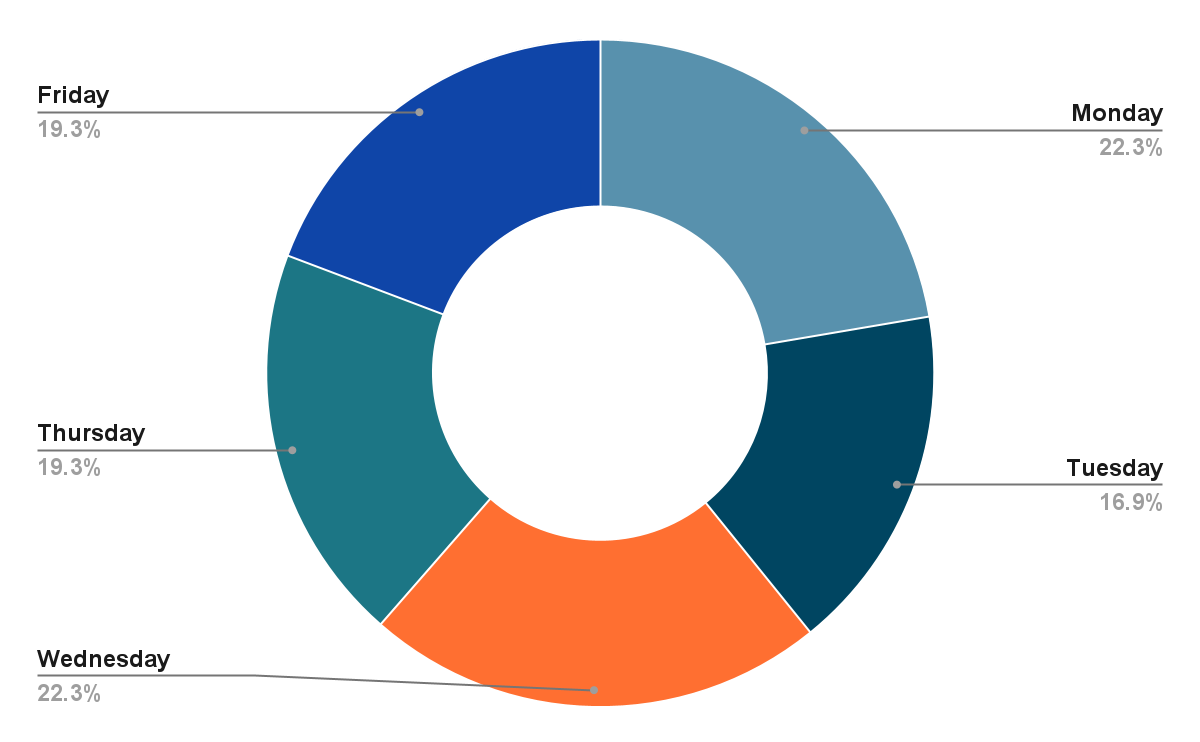 Friday
19.3%
Monday
22.3%
Thursday
19.3%
Tuesday
16.9%
Wednesday
22.3%